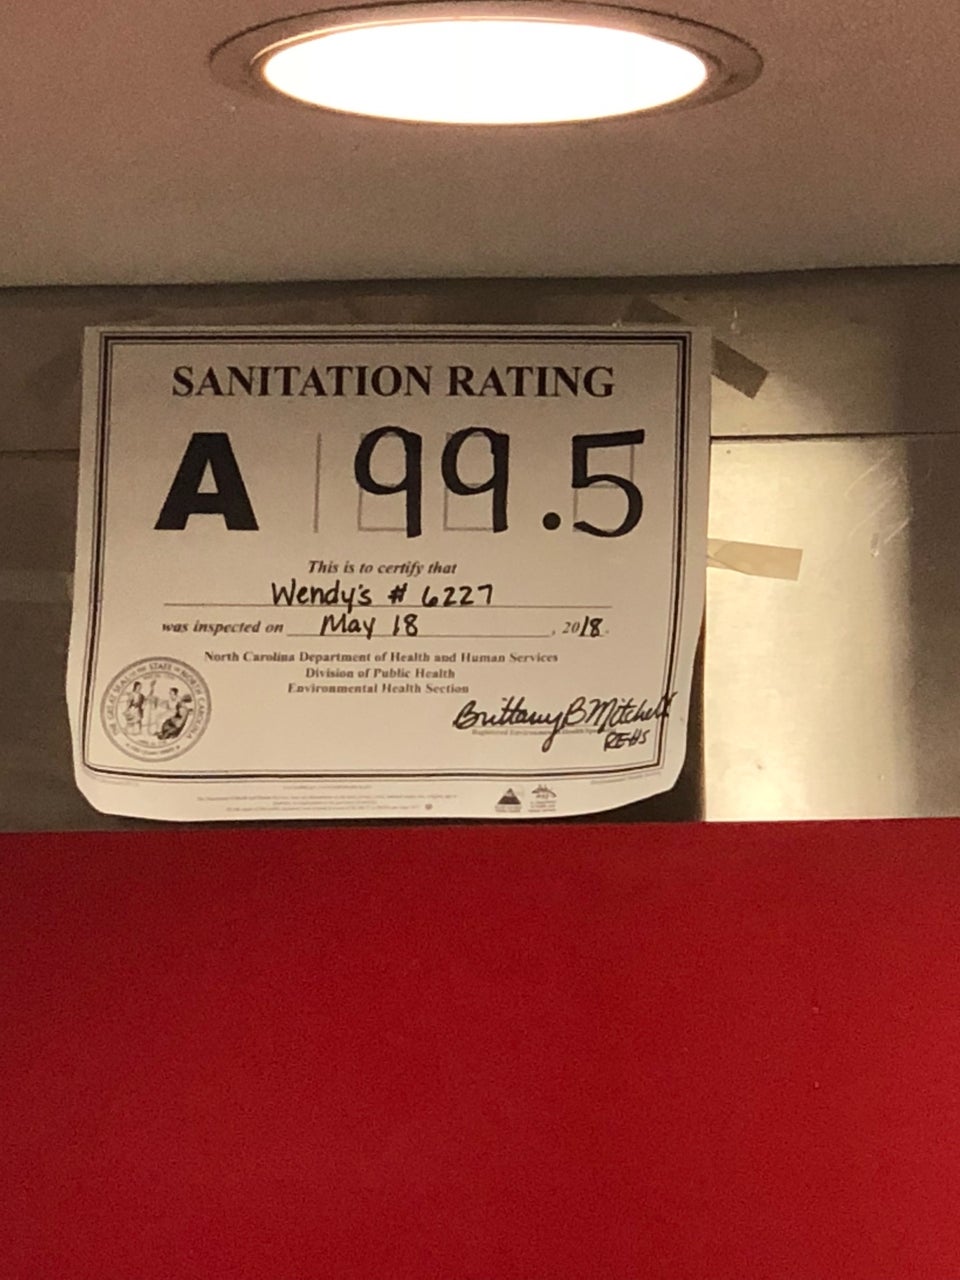 SANITATION RATING
A 99.5
This is to certify that
Wendy's # 6227
was inspected on May 18, 2018.
North Carolina Department of Health and Human Services
Division of Public Health
Environmental Health Section
Brittany B Mitchell
REHS